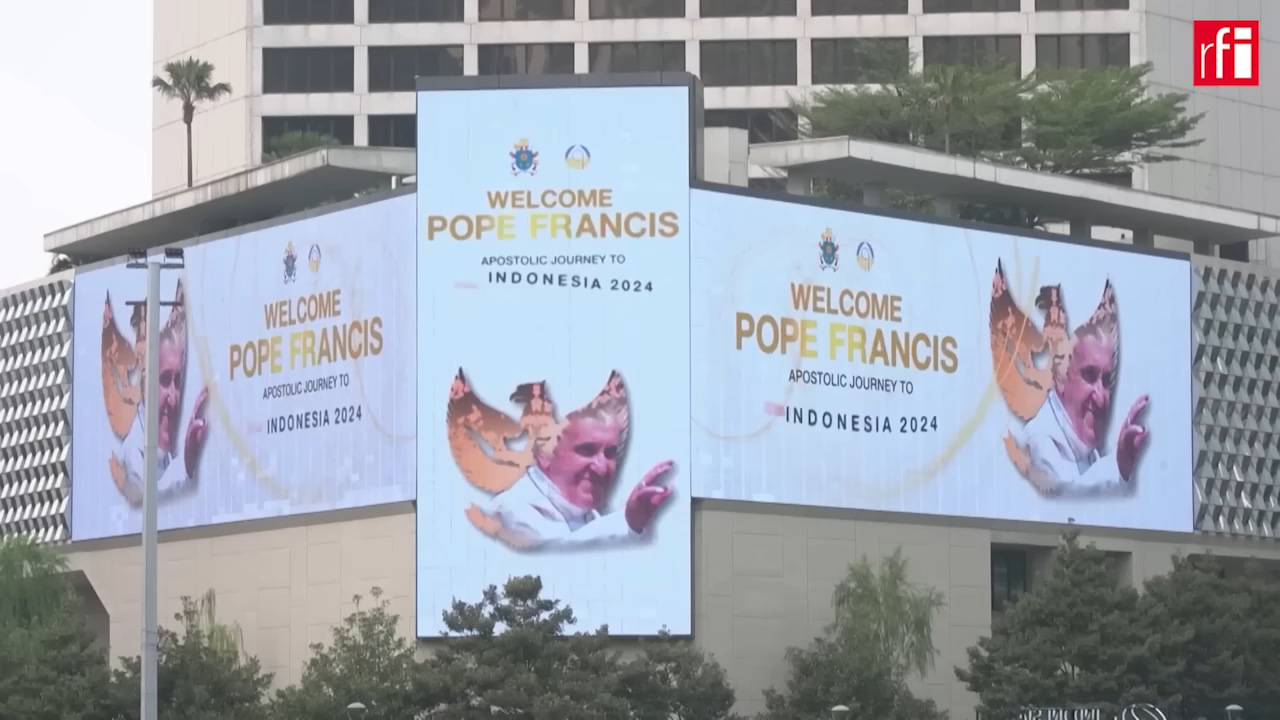 rfi
WELCOME
POPE FRANCIS
APOSTOLIC JOURNEY TO
INDONESIA 2024
WELCOME
POPE FRANCIS
APOSTOLIC JOURNEY TO
INDONESIA 2024
WELCOME
POPE FRANCIS
APOSTOLIC JOURNEY TO
INDONESIA 2024